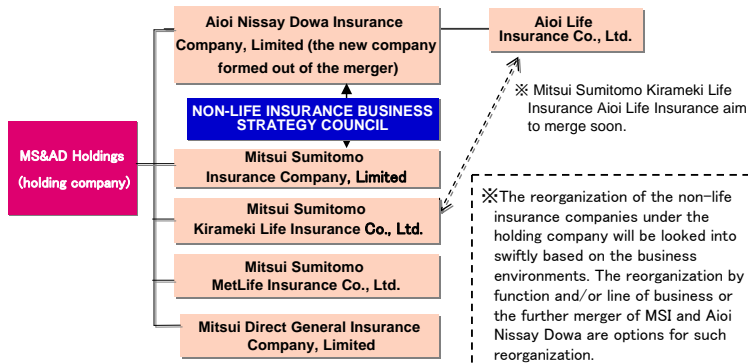 Aioi Nissay Dowa Insurance
Company, Limited (the new company
formed out of the merger)
Aioi Life
Insurance Co., Ltd.
※ Mitsui Sumitomo Kirameki Life
Insurance Aioi Life Insurance aim
to merge soon.
NON-LIFE INSURANCE BUSINESS
STRATEGY COUNCIL
MS&AD Holdings
(holding company)
Mitsui Sumitomo
Insurance Company, Limited
Mitsui Sumitomo
Kirameki Life Insurance Co., Ltd.
Mitsui Sumitomo
MetLife Insurance Co., Ltd.
Mitsui Direct General Insurance
Company, Limited
※The reorganization of the non-life
insurance companies under the
holding company will be looked into
swiftly based on the business
environments. The reorganization by
function and/or line of business or
the further merger of MSI and Aioi
Nissay Dowa are options for such
reorganization.